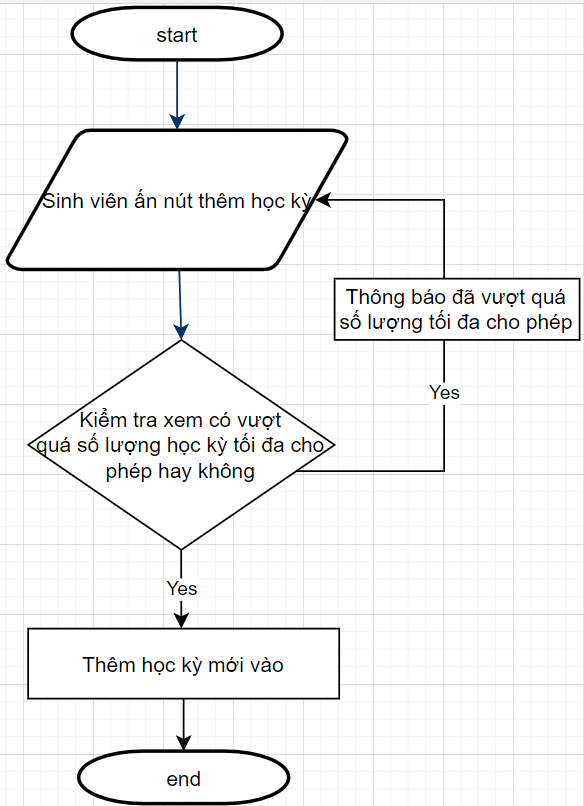 start
Sinh viên ấn nút thêm học kỳ
Thông báo đã vượt quá
số lượng tối đa cho phép
Yes
Kiểm tra xem có vượt
quá số lượng học kỳ tối đa cho
phép hay không
Yes
Thêm học kỳ mới vào
end